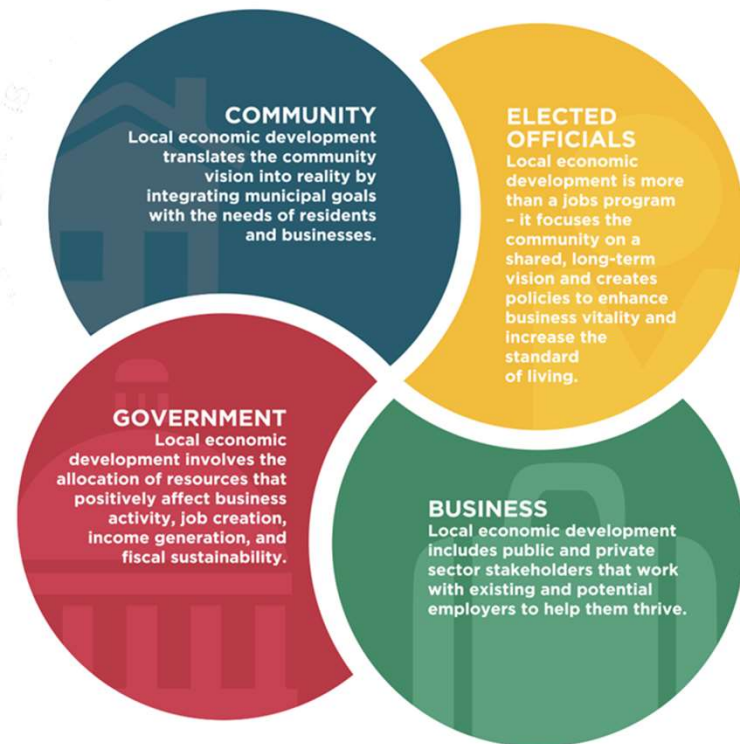 COMMUNITY
Local economic development
translates the community
vision into reality by
integrating municipal goals
with the needs of residents
and businesses.
ELECTED
OFFICIALS
Local economic
development is more
than a jobs program
– it focuses the
community on a
shared, long-term
vision and creates
policies to enhance
business vitality and
increase the
standard
of living.
GOVERNMENT
Local economic
development involves the
allocation of resources that
positively affect business
activity, job creation,
income generation, and
fiscal sustainability.
BUSINESS
Local economic development
includes public and private
sector stakeholders that work
with existing and potential
employers to help them thrive.